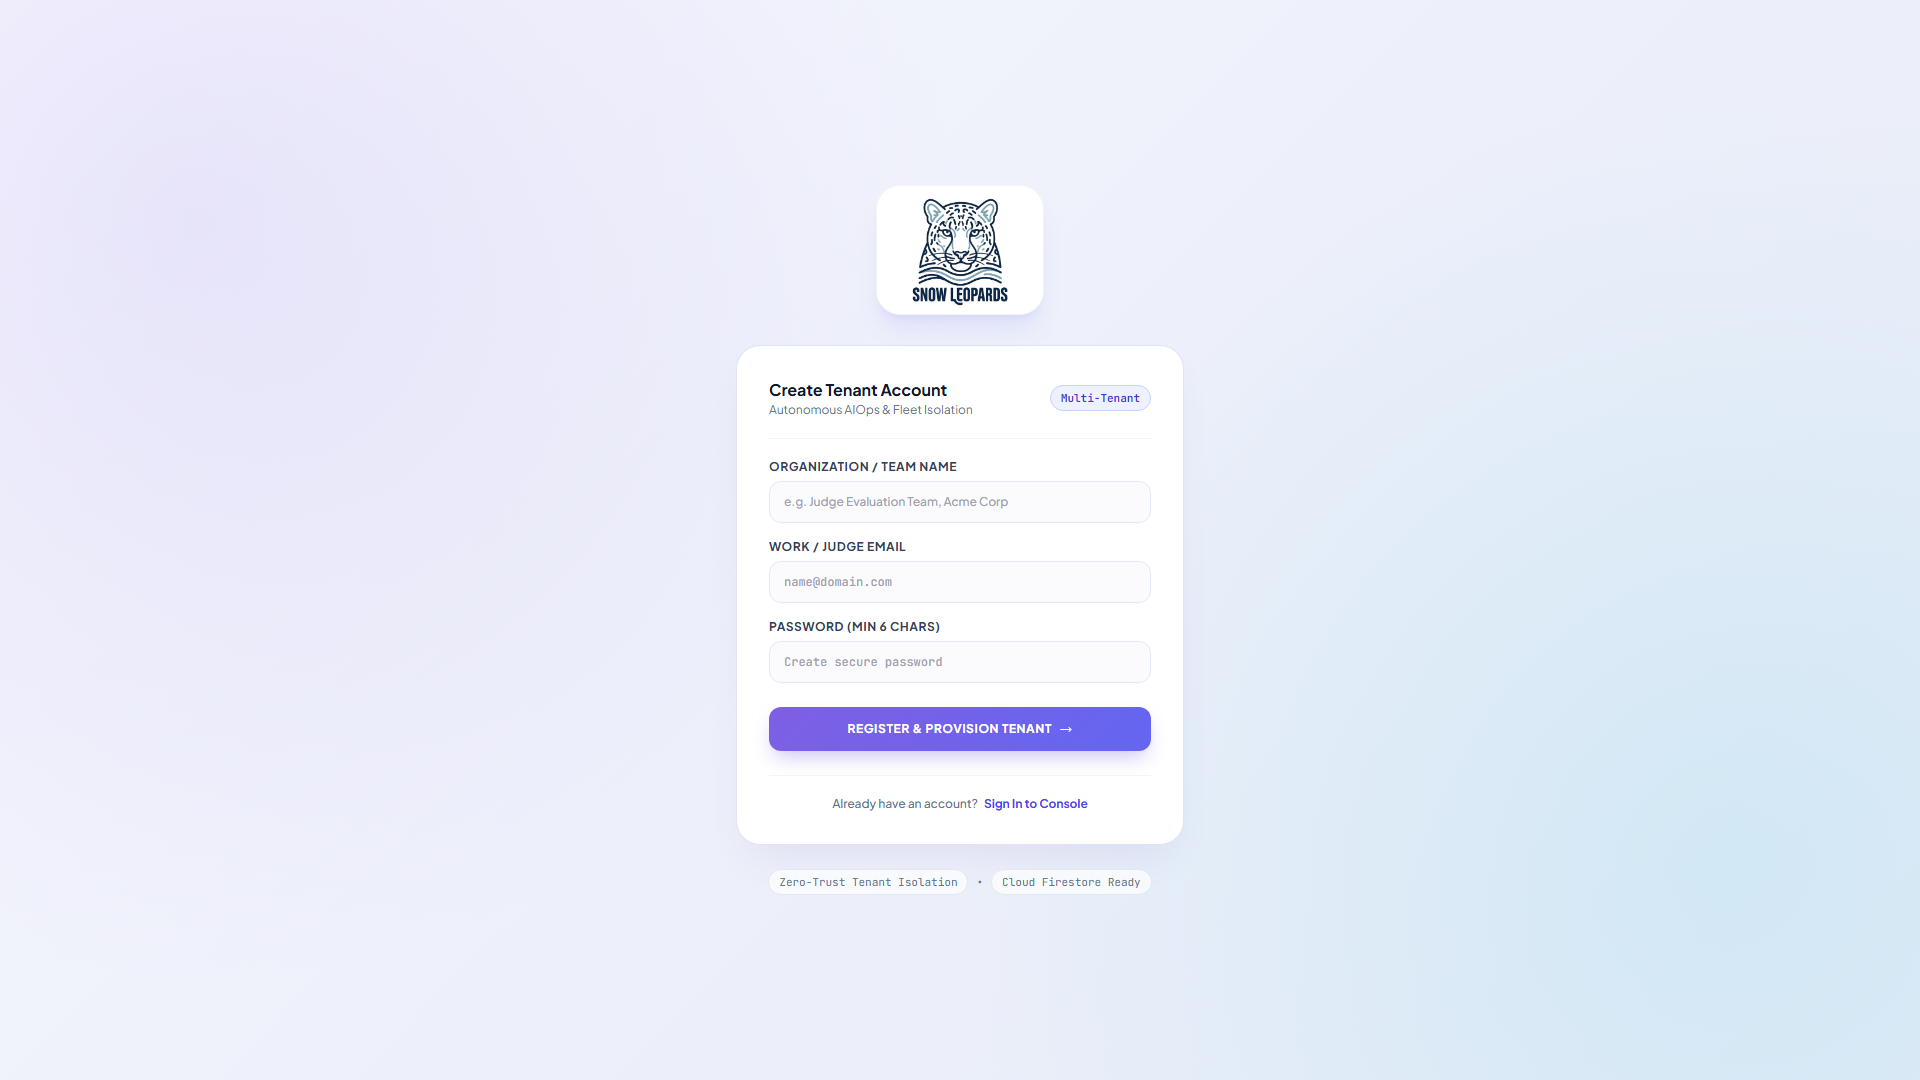 SNOW LEOPARDS
Create Tenant Account
Autonomous AIOps & Fleet Isolation
Multi-Tenant
ORGANIZATION / TEAM NAME
e.g. Judge Evaluation Team, Acme Corp
WORK / JUDGE EMAIL
name@domain.com
PASSWORD (MIN 6 CHARS)
Create secure password
REGISTER & PROVISION TENANT →
Already have an account? Sign In to Console
Zero-Trust Tenant Isolation • Cloud Firestore Ready